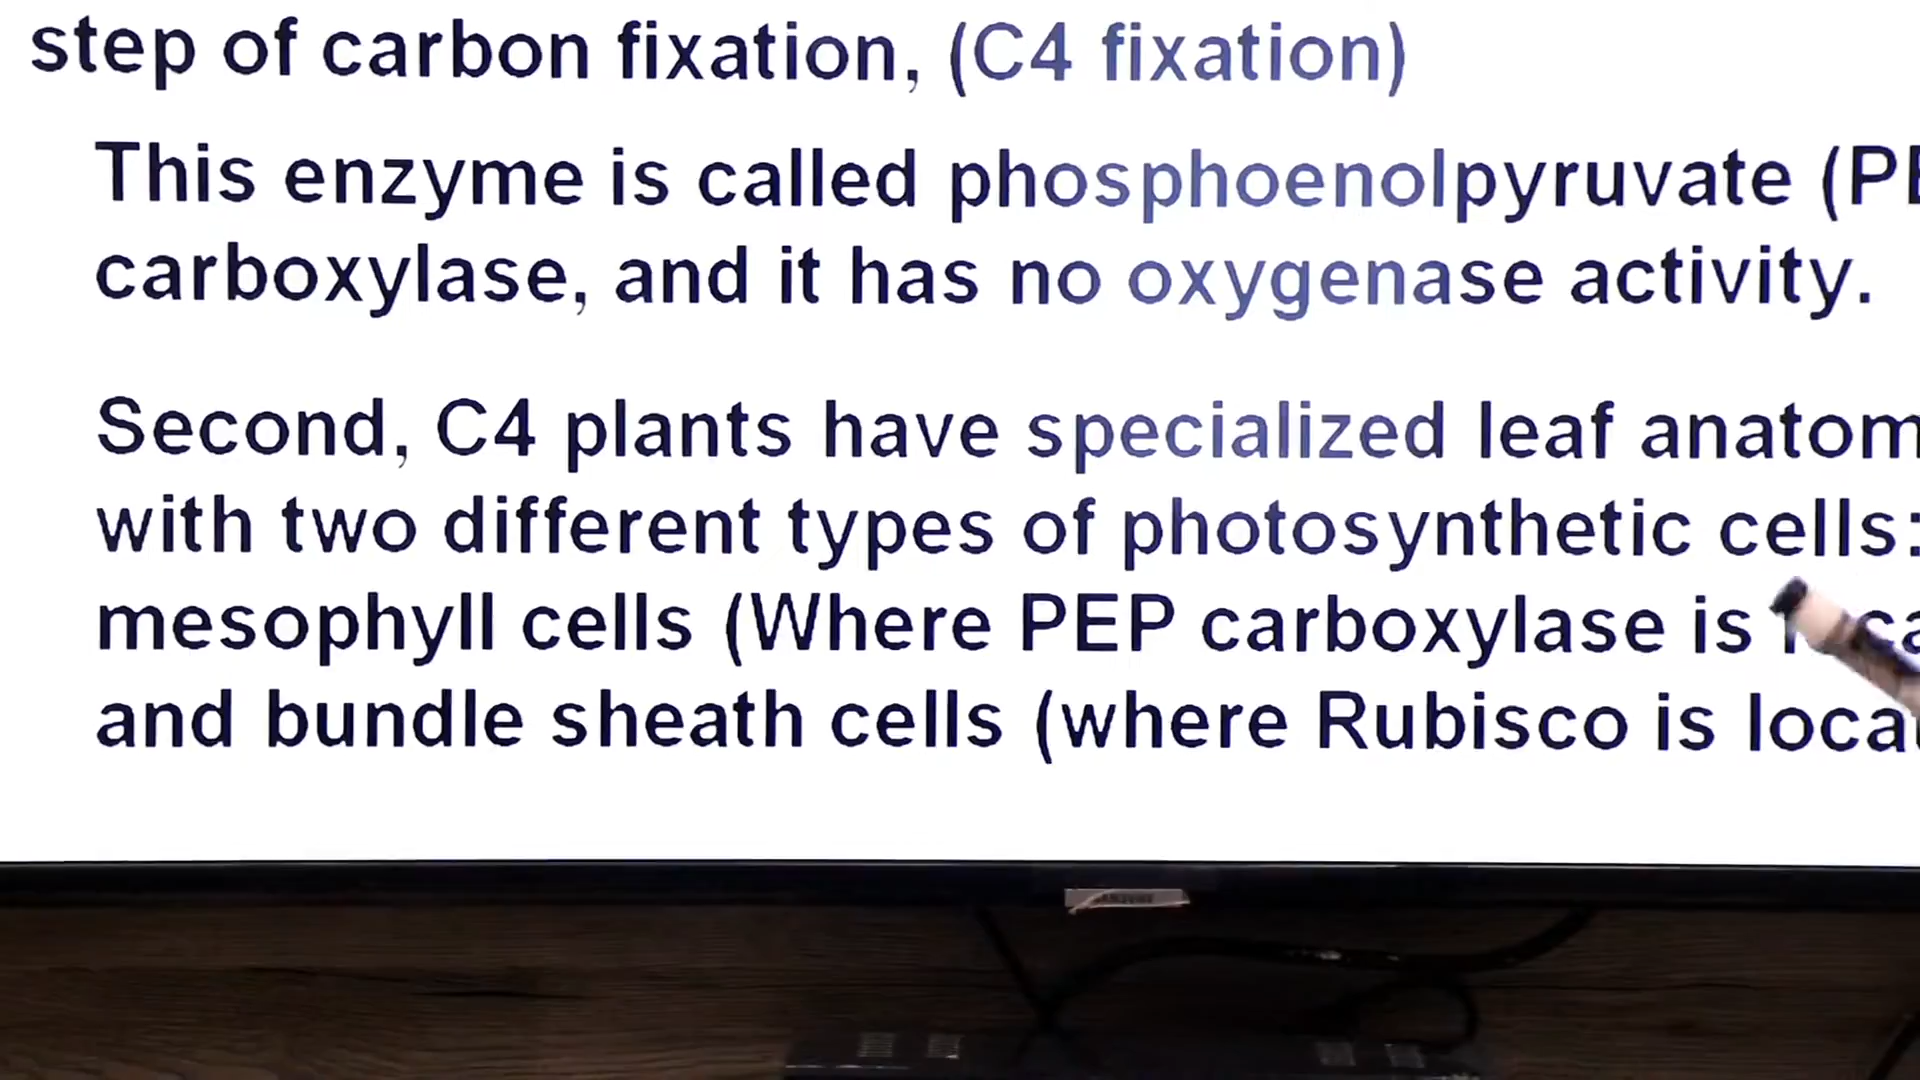 step of carbon fixation, (C4 fixation)
This enzyme is called phosphoenolpyruvate
carboxylase, and it has no oxygenase activity.
Second, C4 plants have specialized leaf
with two different types of photosynthetic cells:
mesophyll cells (Where PEP carboxylase is
and bundle sheath cells (where Rubisco is